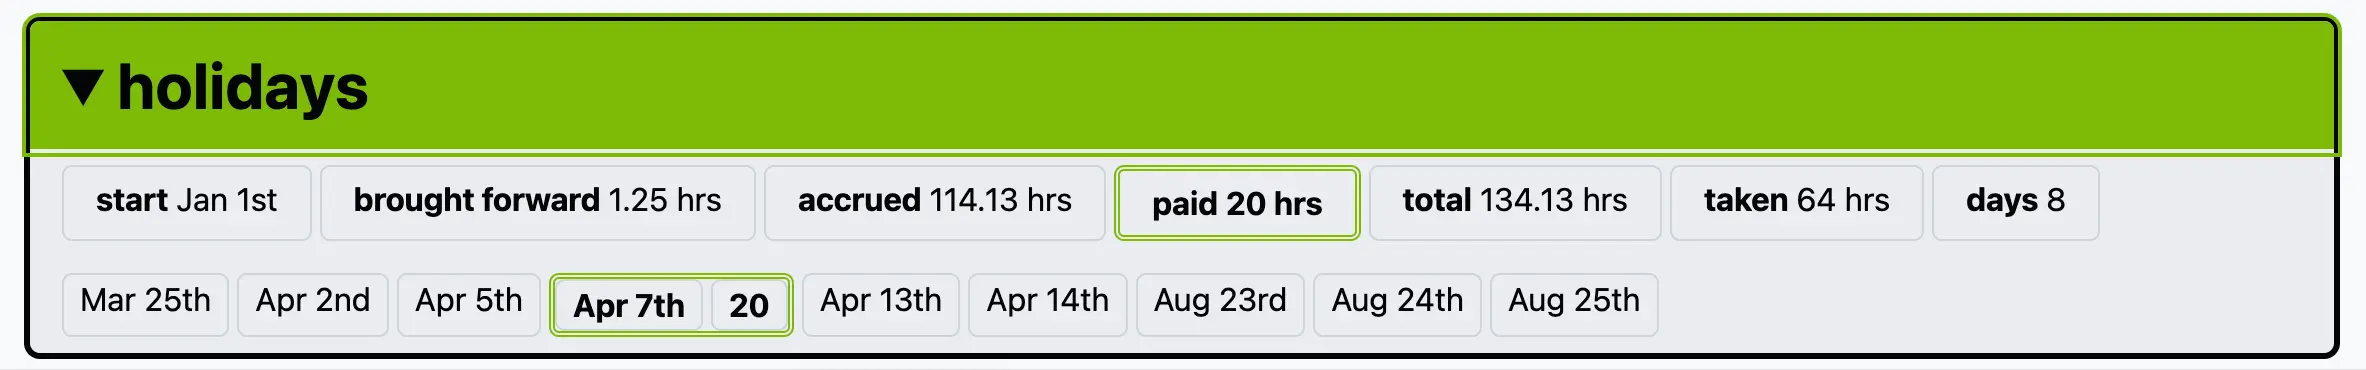 ▼ holidays
start Jan 1st brought forward 1.25 hrs accrued 114.13 hrs paid 20 hrs total 134.13 hrs taken 64 hrs days 8
Mar 25th Apr 2nd Apr 5th Apr 7th 20 Apr 13th Apr 14th Aug 23rd Aug 24th Aug 25th